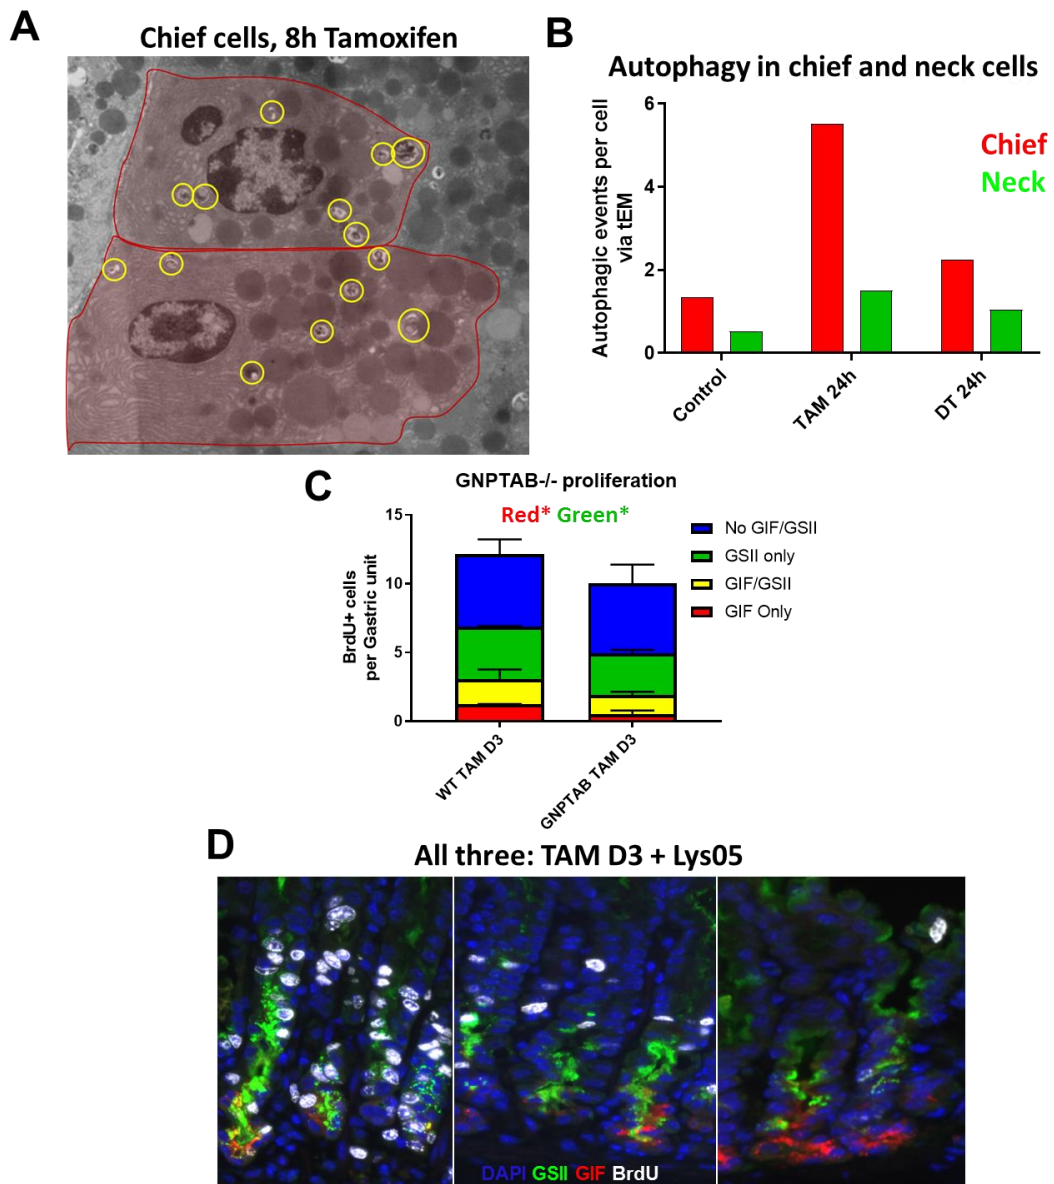 A
Chief cells, 8h Tamoxifen
B
Autophagy in chief and neck cells
Autophagic events per cell
via tEM
6
4
2
0
Chief
Neck
Control
TAM 24h
DT 24h
C
GNPTAB-/- proliferation
Red* Green*
BrdU+ cells
per Gastric unit
15
10
5
0
No GIF/GSII
GSII only
GIF/GSII
GIF Only
WT TAM D3
GNPTAB TAM D3
D
All three: TAM D3 + Lys05
DAPI GSII GIF BrdU